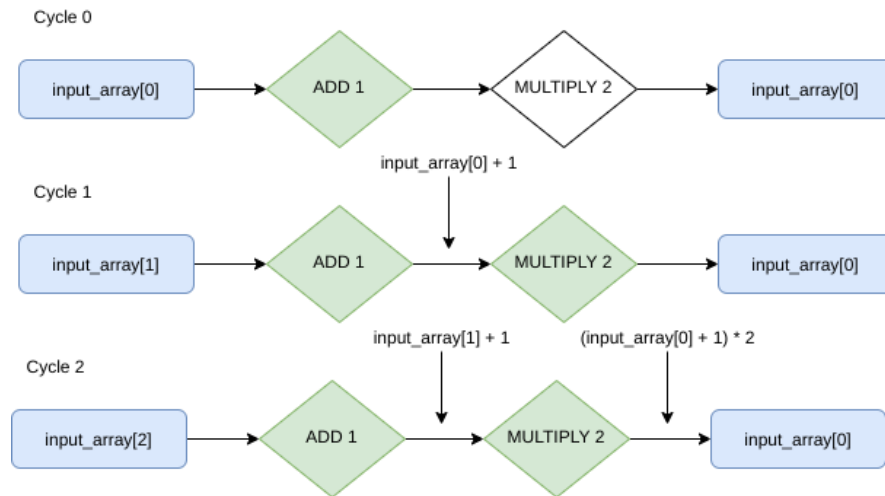 Cycle 0
input_array[0]
ADD 1
MULTIPLY 2
input_array[0]
input_array[0] + 1
Cycle 1
input_array[1]
ADD 1
MULTIPLY 2
input_array[0]
input_array[1] + 1
(input_array[0] + 1) * 2
Cycle 2
input_array[2]
ADD 1
MULTIPLY 2
input_array[0]